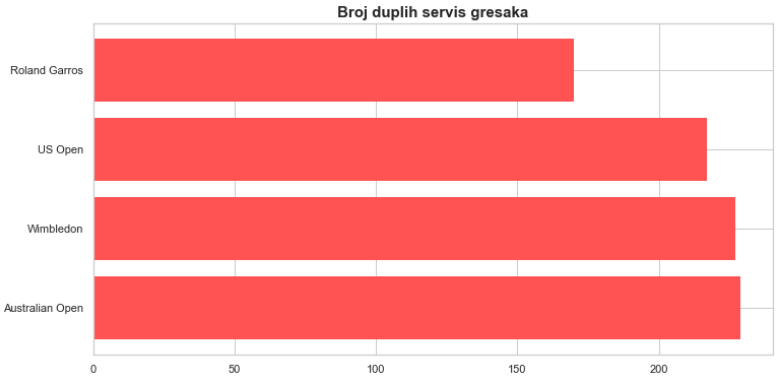 Broj duplih servis gresaka
Roland Garros
US Open
Wimbledon
Australian Open
0 50 100 150 200